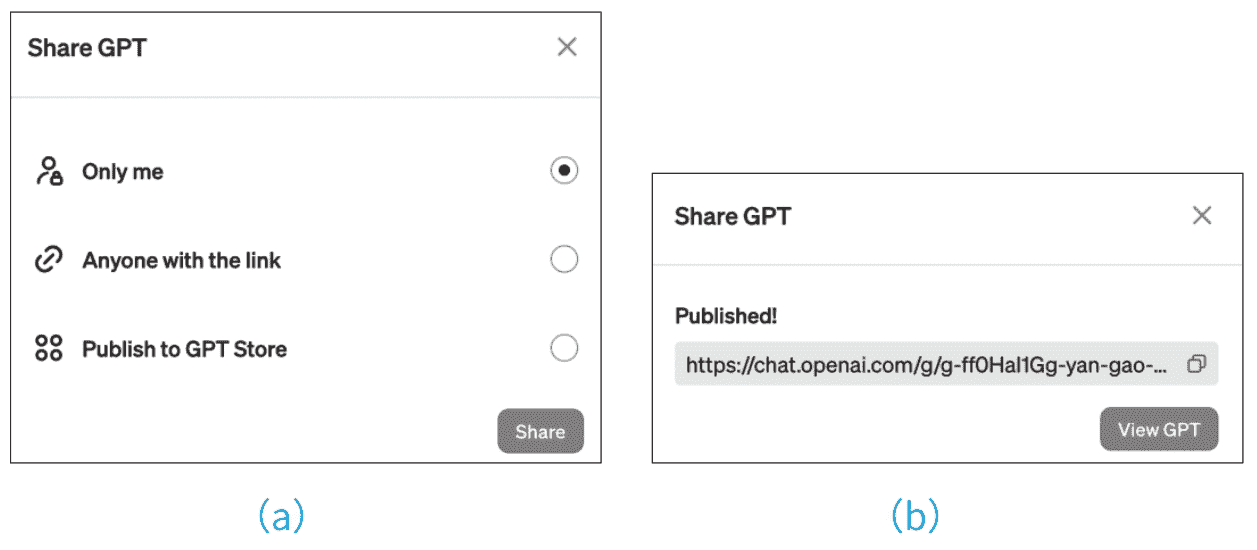 Share GPT
Only me
Anyone with the link
Publish to GPT Store
Share
(a)
Share GPT
Published!
https://chat.openai.com/g/g-ff0Hal1Gg-yan-gao-...
View GPT
(b)